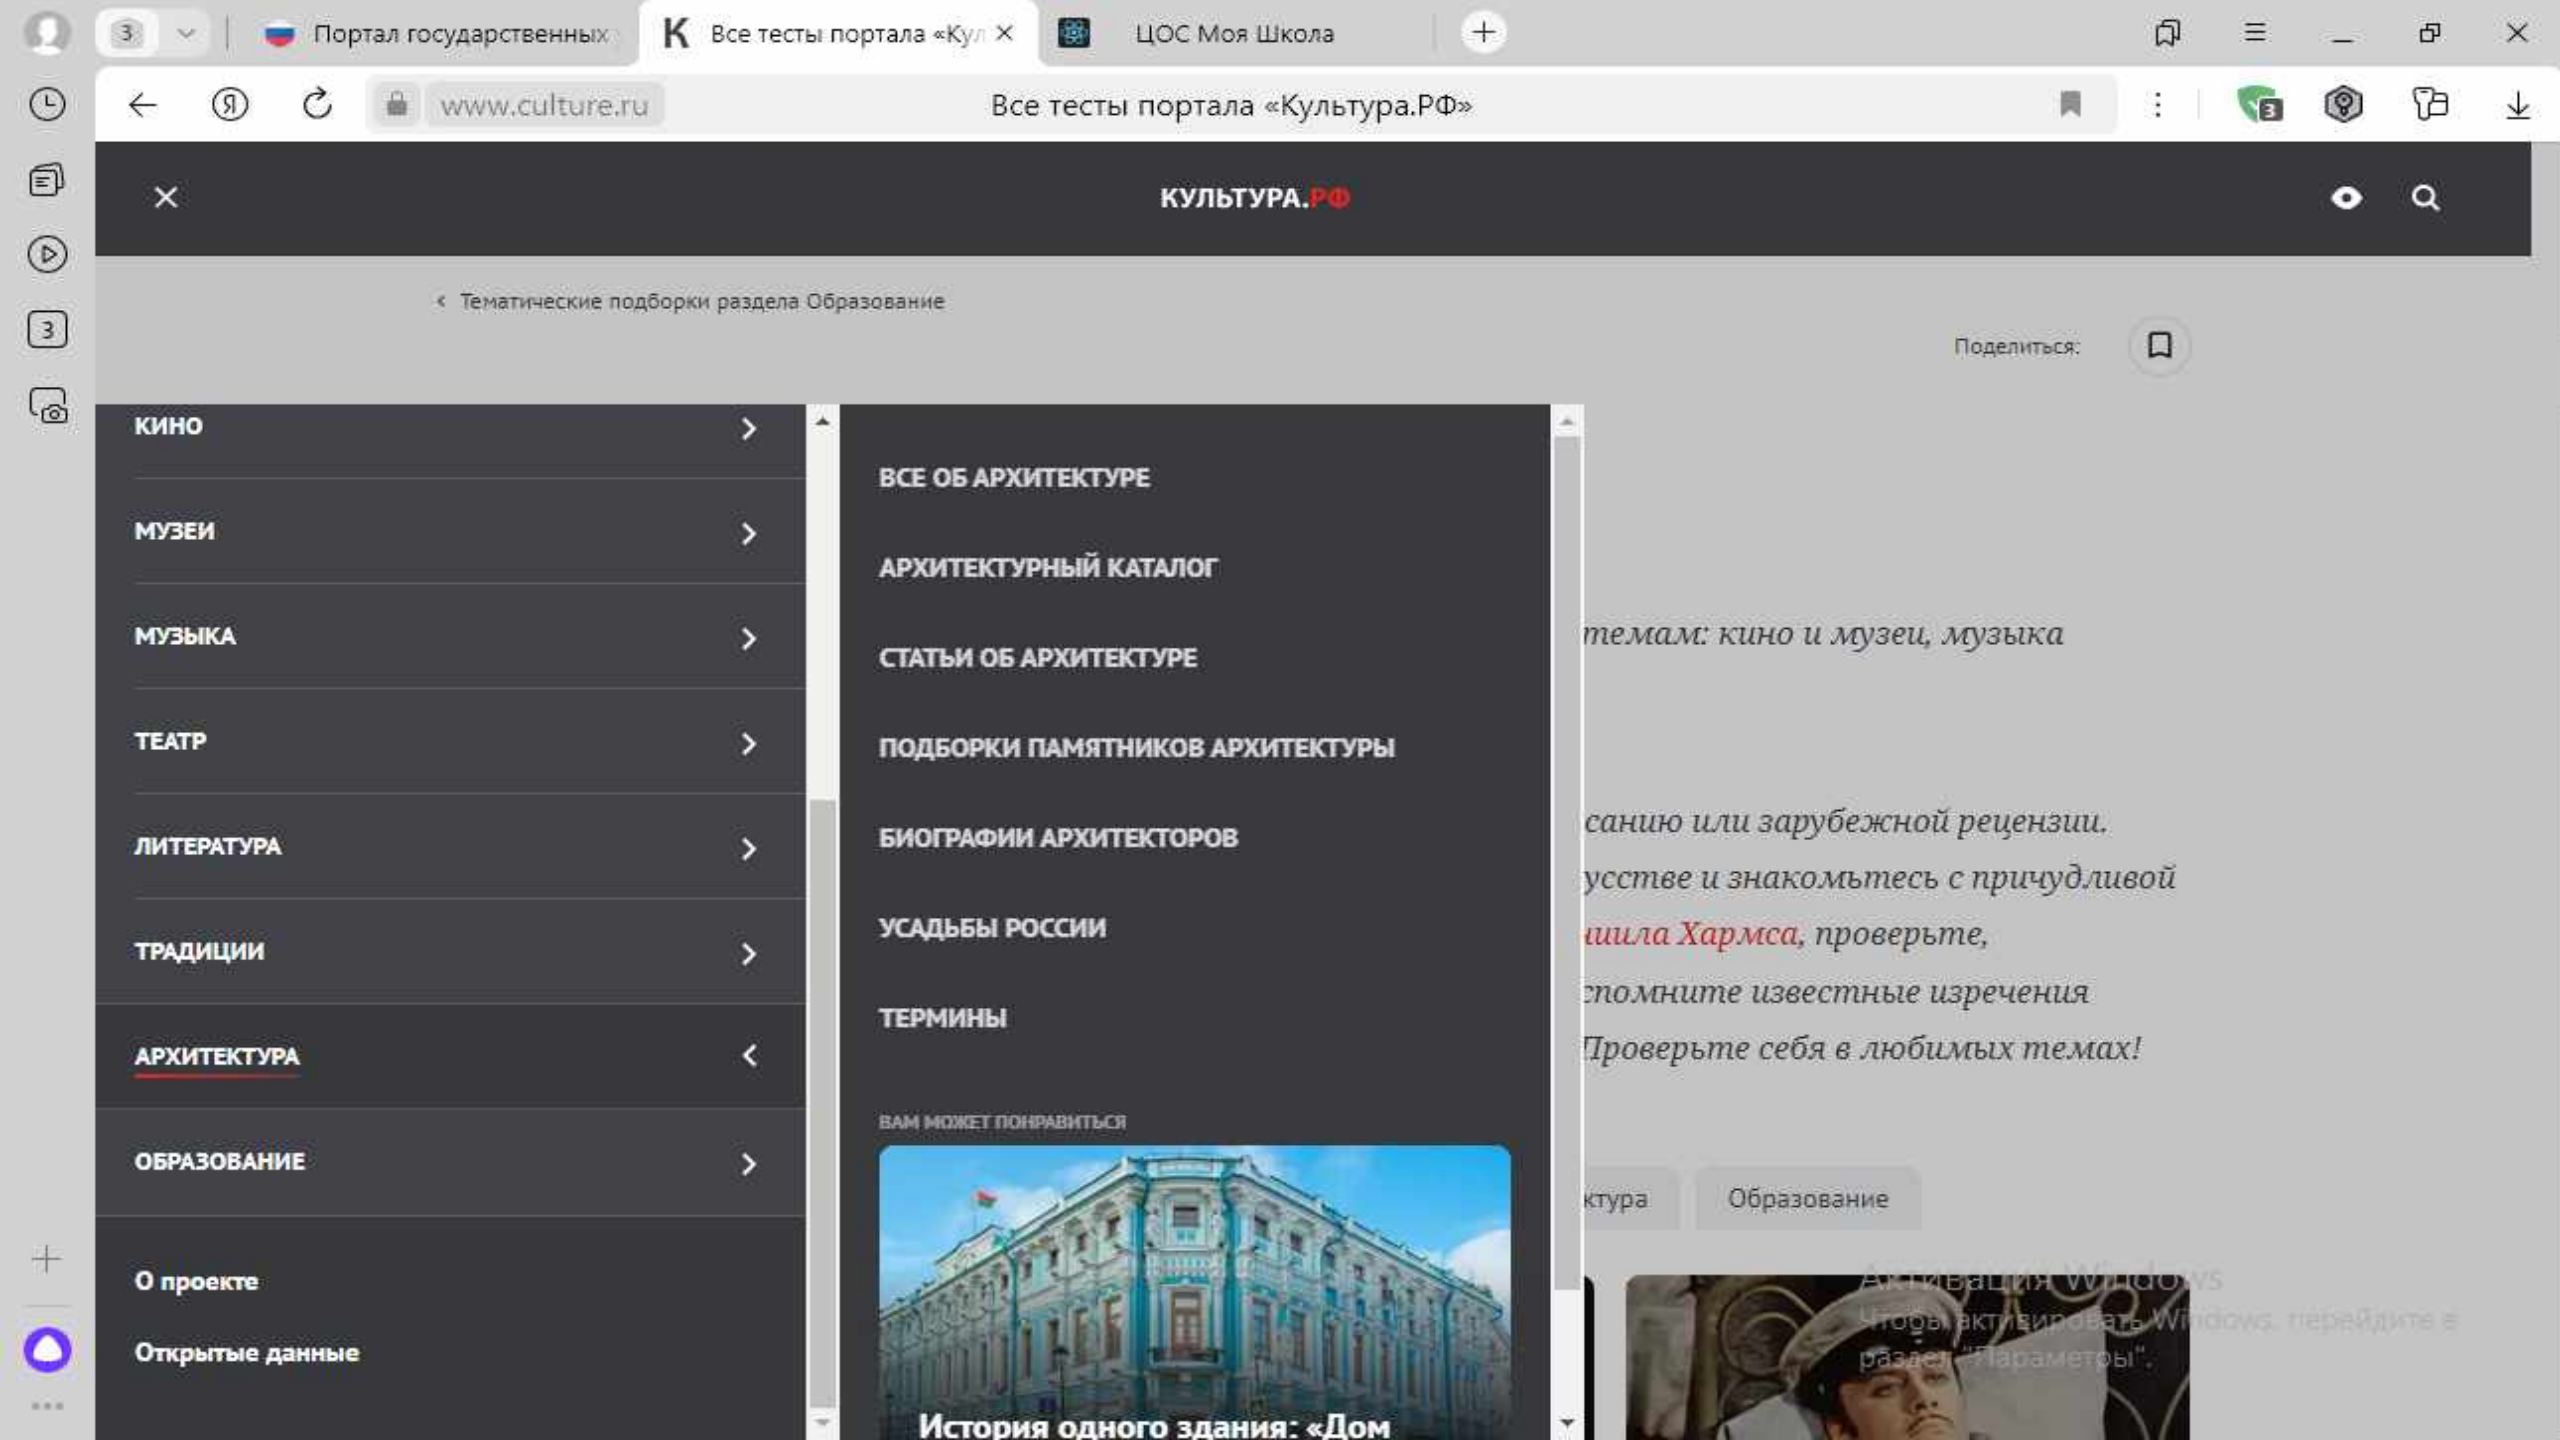 3
Портал государственных
Все тесты портала «Кул
ЦОС Моя Школа
www.culture.ru
Все тесты портала «Культура.РФ»
3
КУЛЬТУРА.РФ
Тематические подборки раздела Образование
3
Поделиться:
КИНО
МУЗЕИ
МУЗЫКА
ТЕАТР
ЛИТЕРАТУРА
ТРАДИЦИИ
АРХИТЕКТУРА
ОБРАЗОВАНИЕ
О проекте
Открытые данные
ВСЕ ОБ АРХИТЕКТУРЕ
АРХИТЕКТУРНЫЙ КАТАЛОГ
СТАТЬИ ОБ АРХИТЕКТУРЕ
ПОДБОРКИ ПАМЯТНИКОВ АРХИТЕКТУРЫ
БИОГРАФИИ АРХИТЕКТОРОВ
УСАДЬБЫ РОССИИ
ТЕРМИНЫ
ВАМ МОЖЕТ ПОНРАВИТЬСЯ
История одного здания: «Дом
темам: кино и музеи, музыка
санию или зарубежной рецензии.
усстве и знакомьтесь с причудливой
иила Хармса, проверьте,
спомните известные изречения
Проверьте себя в любимых темах!
ктура
Образование
Активация Windows
Чтобы активировать Windows, перейдите в
раздел "Параметры".